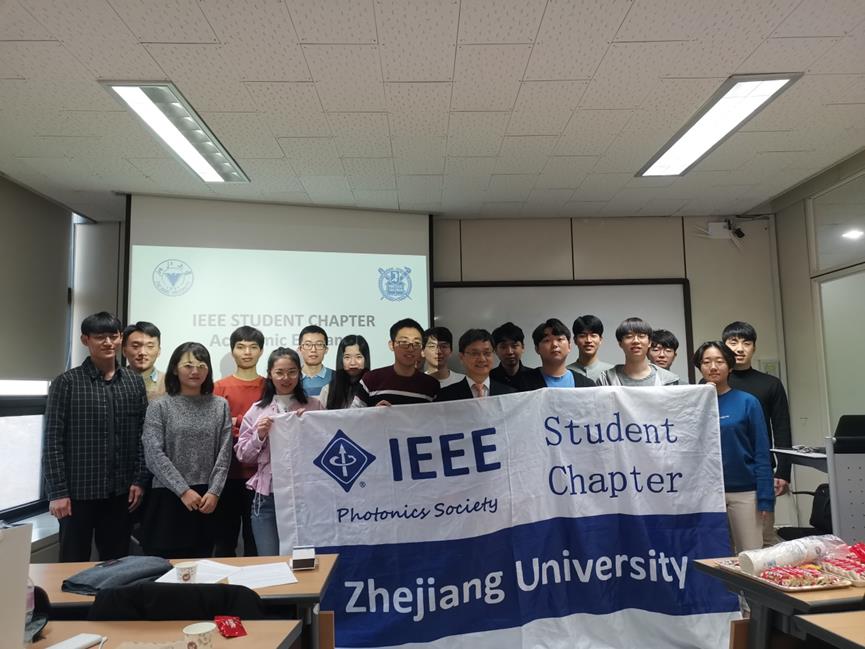 IEEE STUDENT CHAPTER
IEEE
Student
Chapter
®
Photonics Society
Zhejiang University